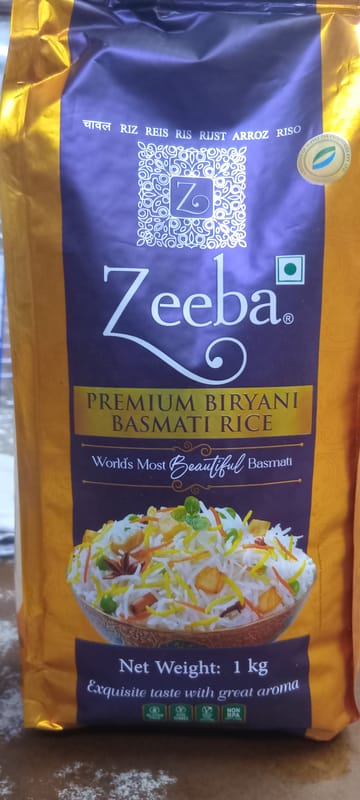 चावल RIZ REIS RIS RIJST ARROZ RISO
Z
Zeeba®
PREMIUM BIRYANI
BASMATI RICE
World's Most Beautiful Basmati
Net Weight: 1 kg
Exquisite taste with great aroma
NON